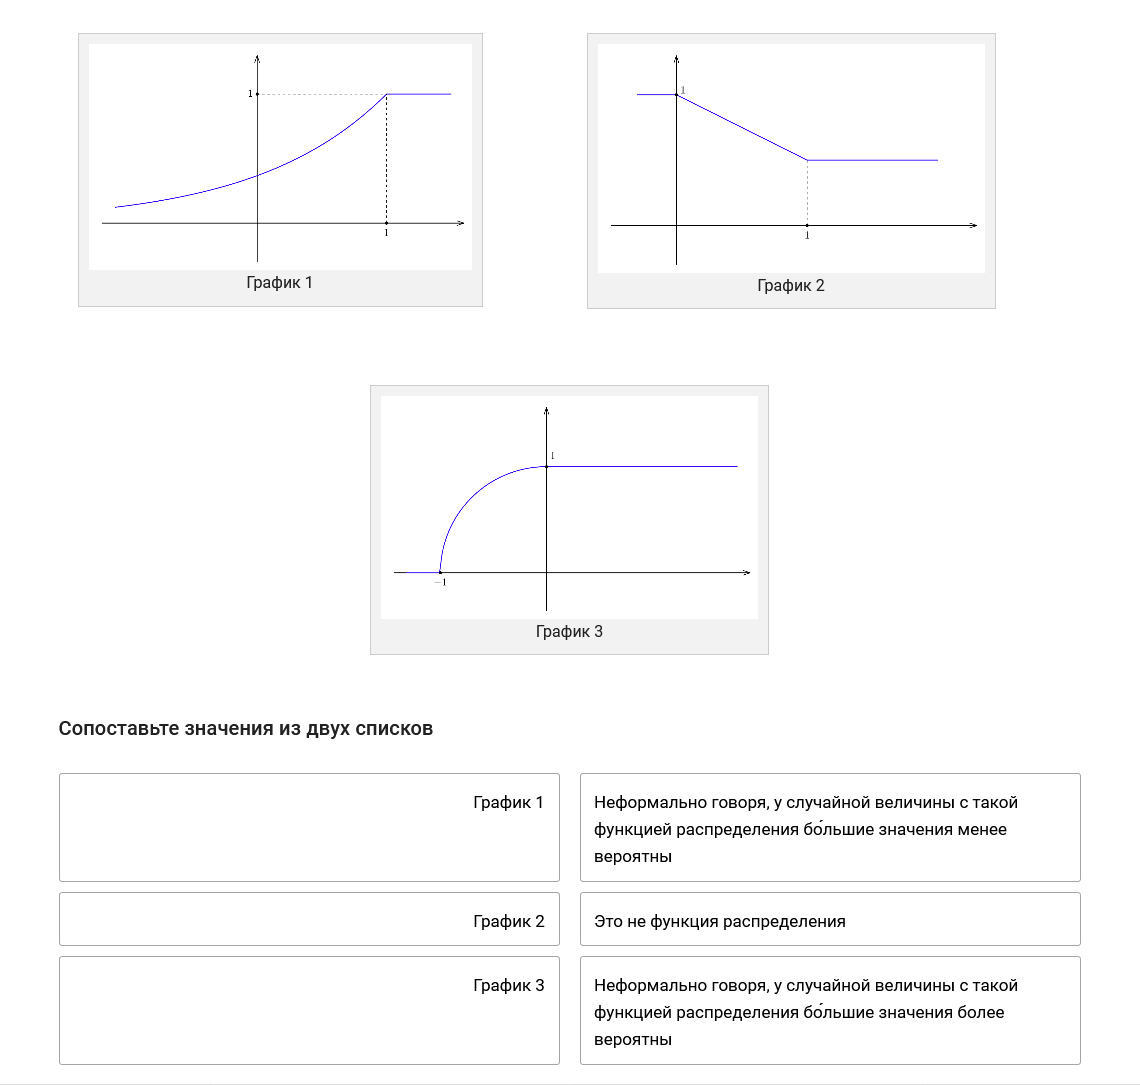 1
1
График 1
1
1
График 2
1
−1
График 3
Сопоставьте значения из двух списков
График 1
Неформально говоря, у случайной величины с такой
функцией распределения бо́льшие значения менее
вероятны
График 2
Это не функция распределения
График 3
Неформально говоря, у случайной величины с такой
функцией распределения бо́льшие значения более
вероятны